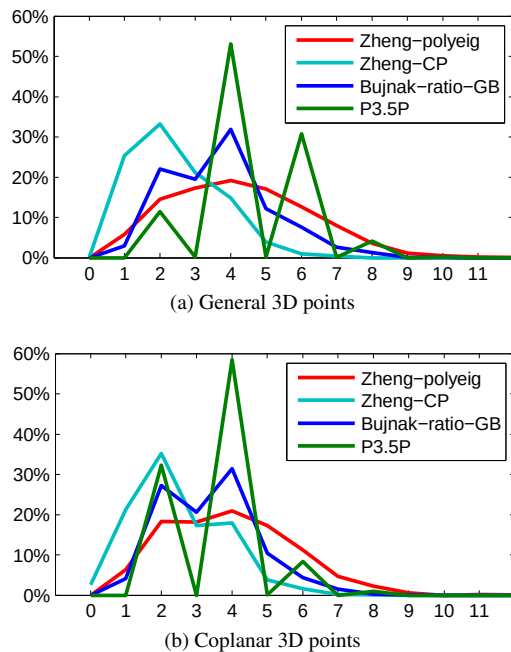 60%
50%
40%
30%
20%
10%
0%
Zheng−polyeig
Zheng−CP
Bujnak−ratio−GB
P3.5P
0 1 2 3 4 5 6 7 8 9 10 11
(a) General 3D points
60%
50%
40%
30%
20%
10%
0%
Zheng−polyeig
Zheng−CP
Bujnak−ratio−GB
P3.5P
0 1 2 3 4 5 6 7 8 9 10 11
(b) Coplanar 3D points